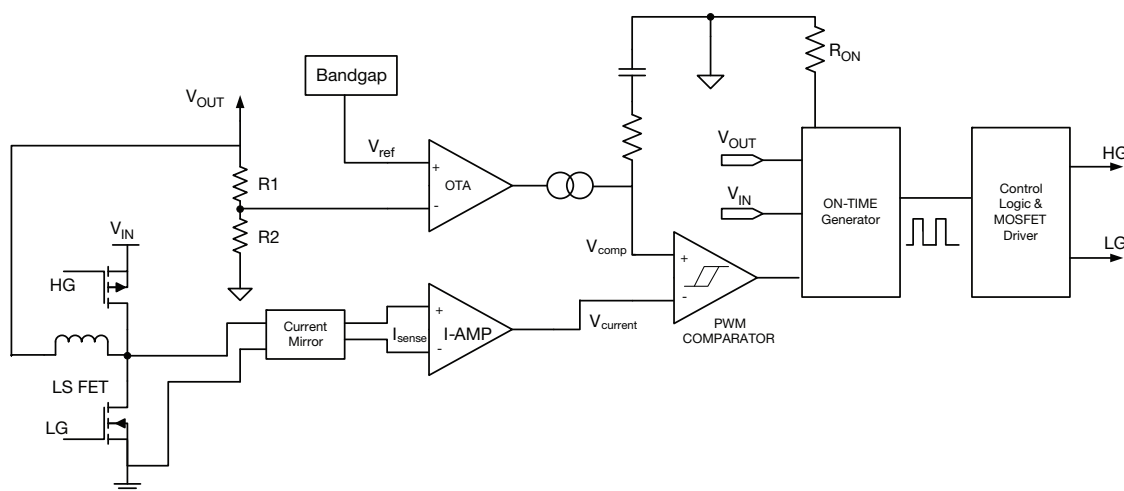 Bandgap
V_OUT
V_ref
R1
R2
+
OTA
-
R_ON
V_OUT
V_IN
ON-TIME
Generator
Control
Logic &
MOSFET
Driver
HG
LG
V_comp
+
-
PWM
COMPARATOR
V_IN
HG
LS FET
LG
Current
Mirror
I_sense
+
I-AMP
-
V_current